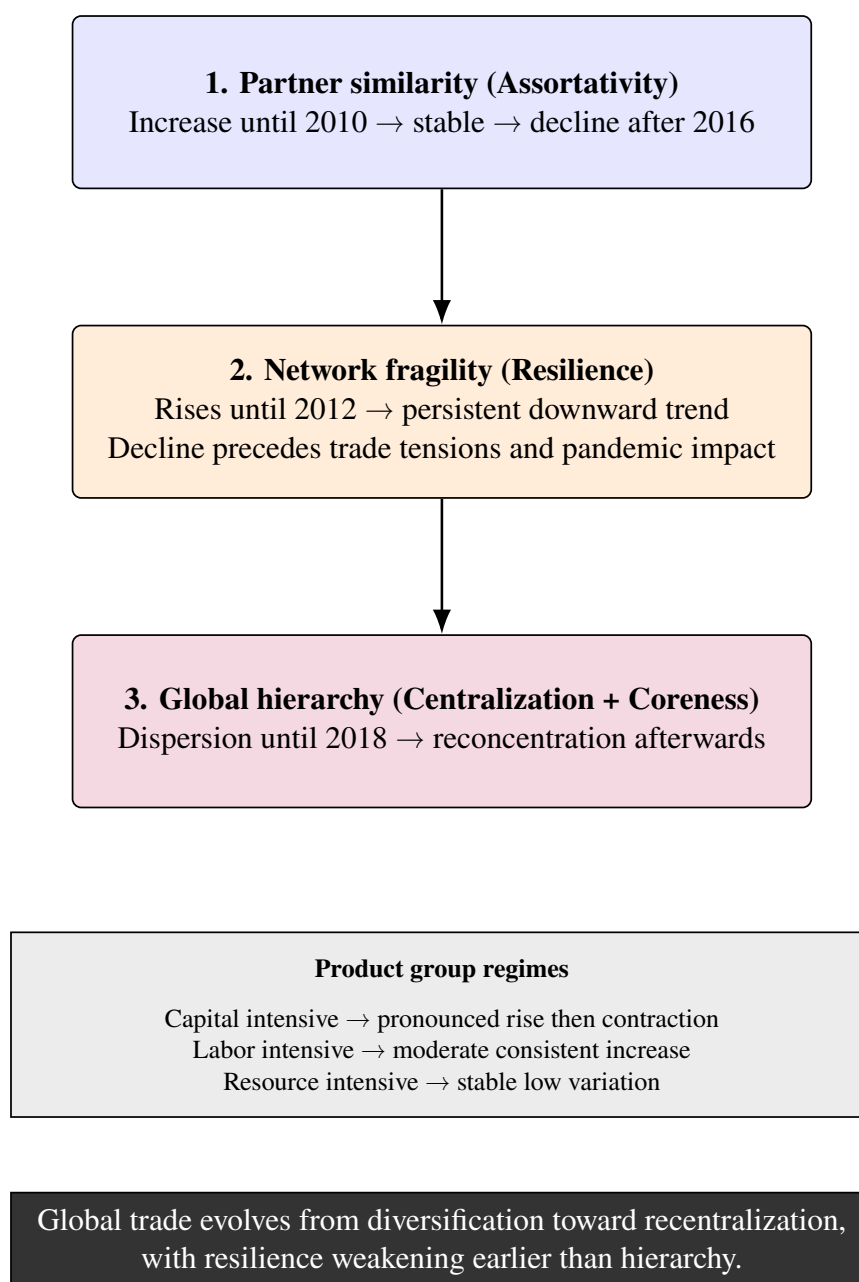 1. Partner similarity (Assortativity)
Increase until 2010 → stable → decline after 2016
2. Network fragility (Resilience)
Rises until 2012 → persistent downward trend
Decline precedes trade tensions and pandemic impact
3. Global hierarchy (Centralization + Coreness)
Dispersion until 2018 → reconcentration afterwards
Product group regimes
Capital intensive → pronounced rise then contraction
Labor intensive → moderate consistent increase
Resource intensive → stable low variation
Global trade evolves from diversification toward recentralization,
with resilience weakening earlier than hierarchy.